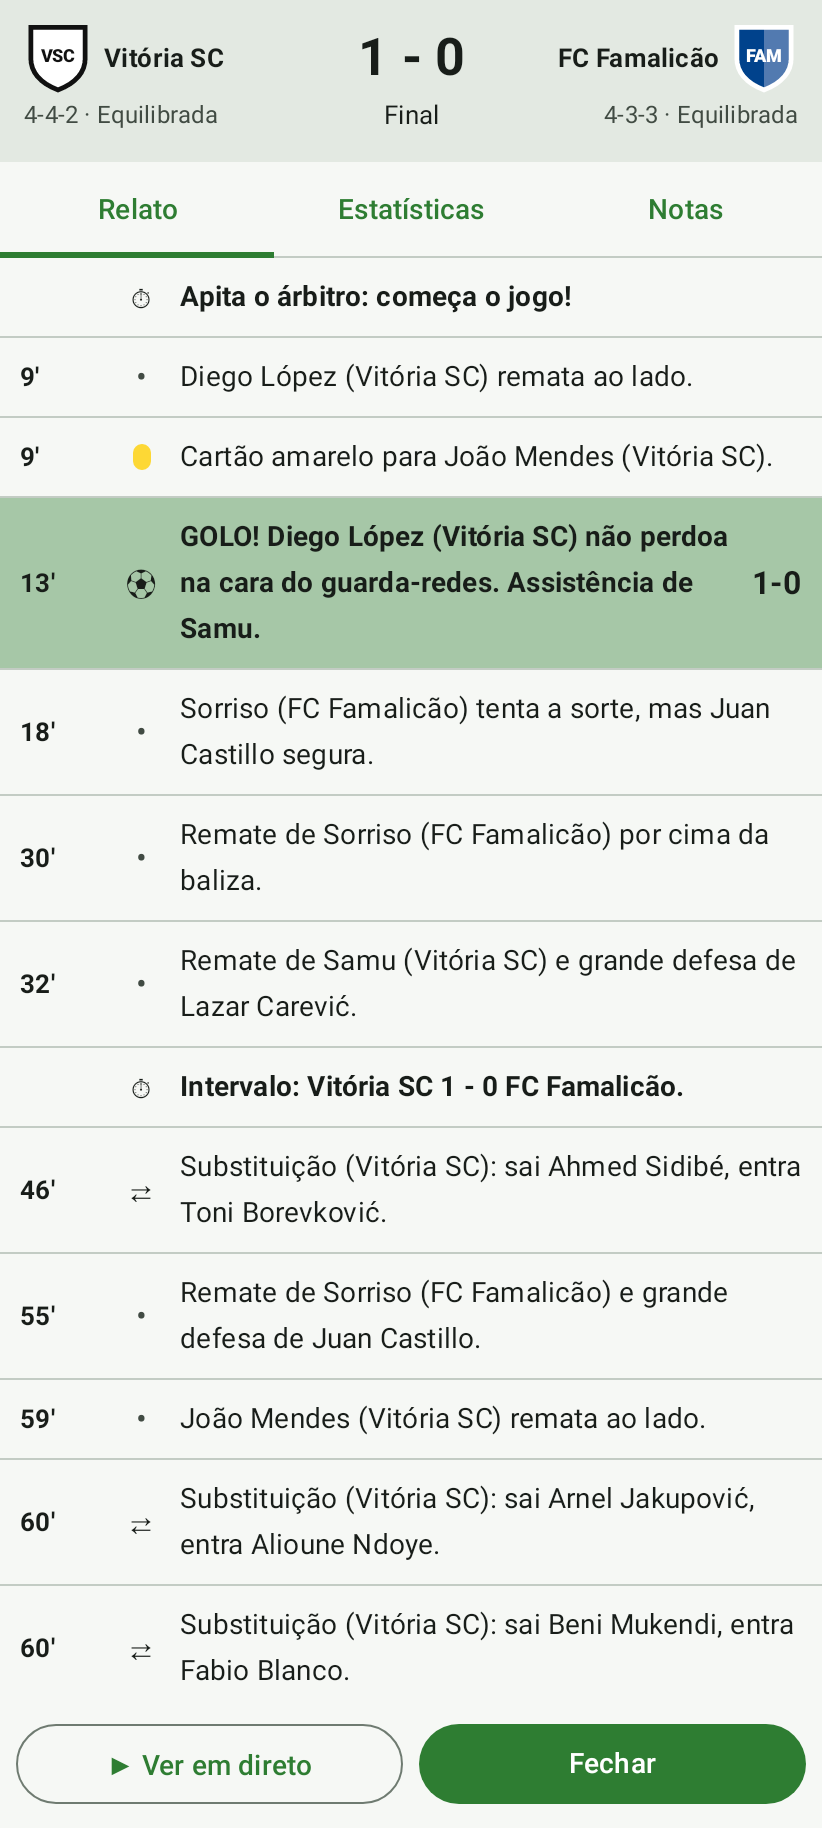 VSC Vitória SC 1 - 0 FC Famalicão FAM
4-4-2 · Equilibrada Final 4-3-3 · Equilibrada
Relato Estatísticas Notas
Apita o árbitro: começa o jogo!
9' • Diego López (Vitória SC) remata ao lado.
9' Cartão amarelo para João Mendes (Vitória SC).
GOLO! Diego López (Vitória SC) não perdoa
13' na cara do guarda-redes. Assistência de 1-0
Samu.
Sorriso (FC Famalicão) tenta a sorte, mas Juan
18' • Castillo segura.
Remate de Sorriso (FC Famalicão) por cima da
30' • baliza.
Remate de Samu (Vitória SC) e grande defesa de
32' • Lazar Carević.
Intervalo: Vitória SC 1 - 0 FC Famalicão.
Substituição (Vitória SC): sai Ahmed Sidibé, entra
46' Toni Borevković.
Remate de Sorriso (FC Famalicão) e grande
55' • defesa de Juan Castillo.
59' • João Mendes (Vitória SC) remata ao lado.
Substituição (Vitória SC): sai Arnel Jakupović,
60' entra Alioune Ndoye.
Substituição (Vitória SC): sai Beni Mukendi, entra
60' Fabio Blanco.
▶ Ver em direto Fechar